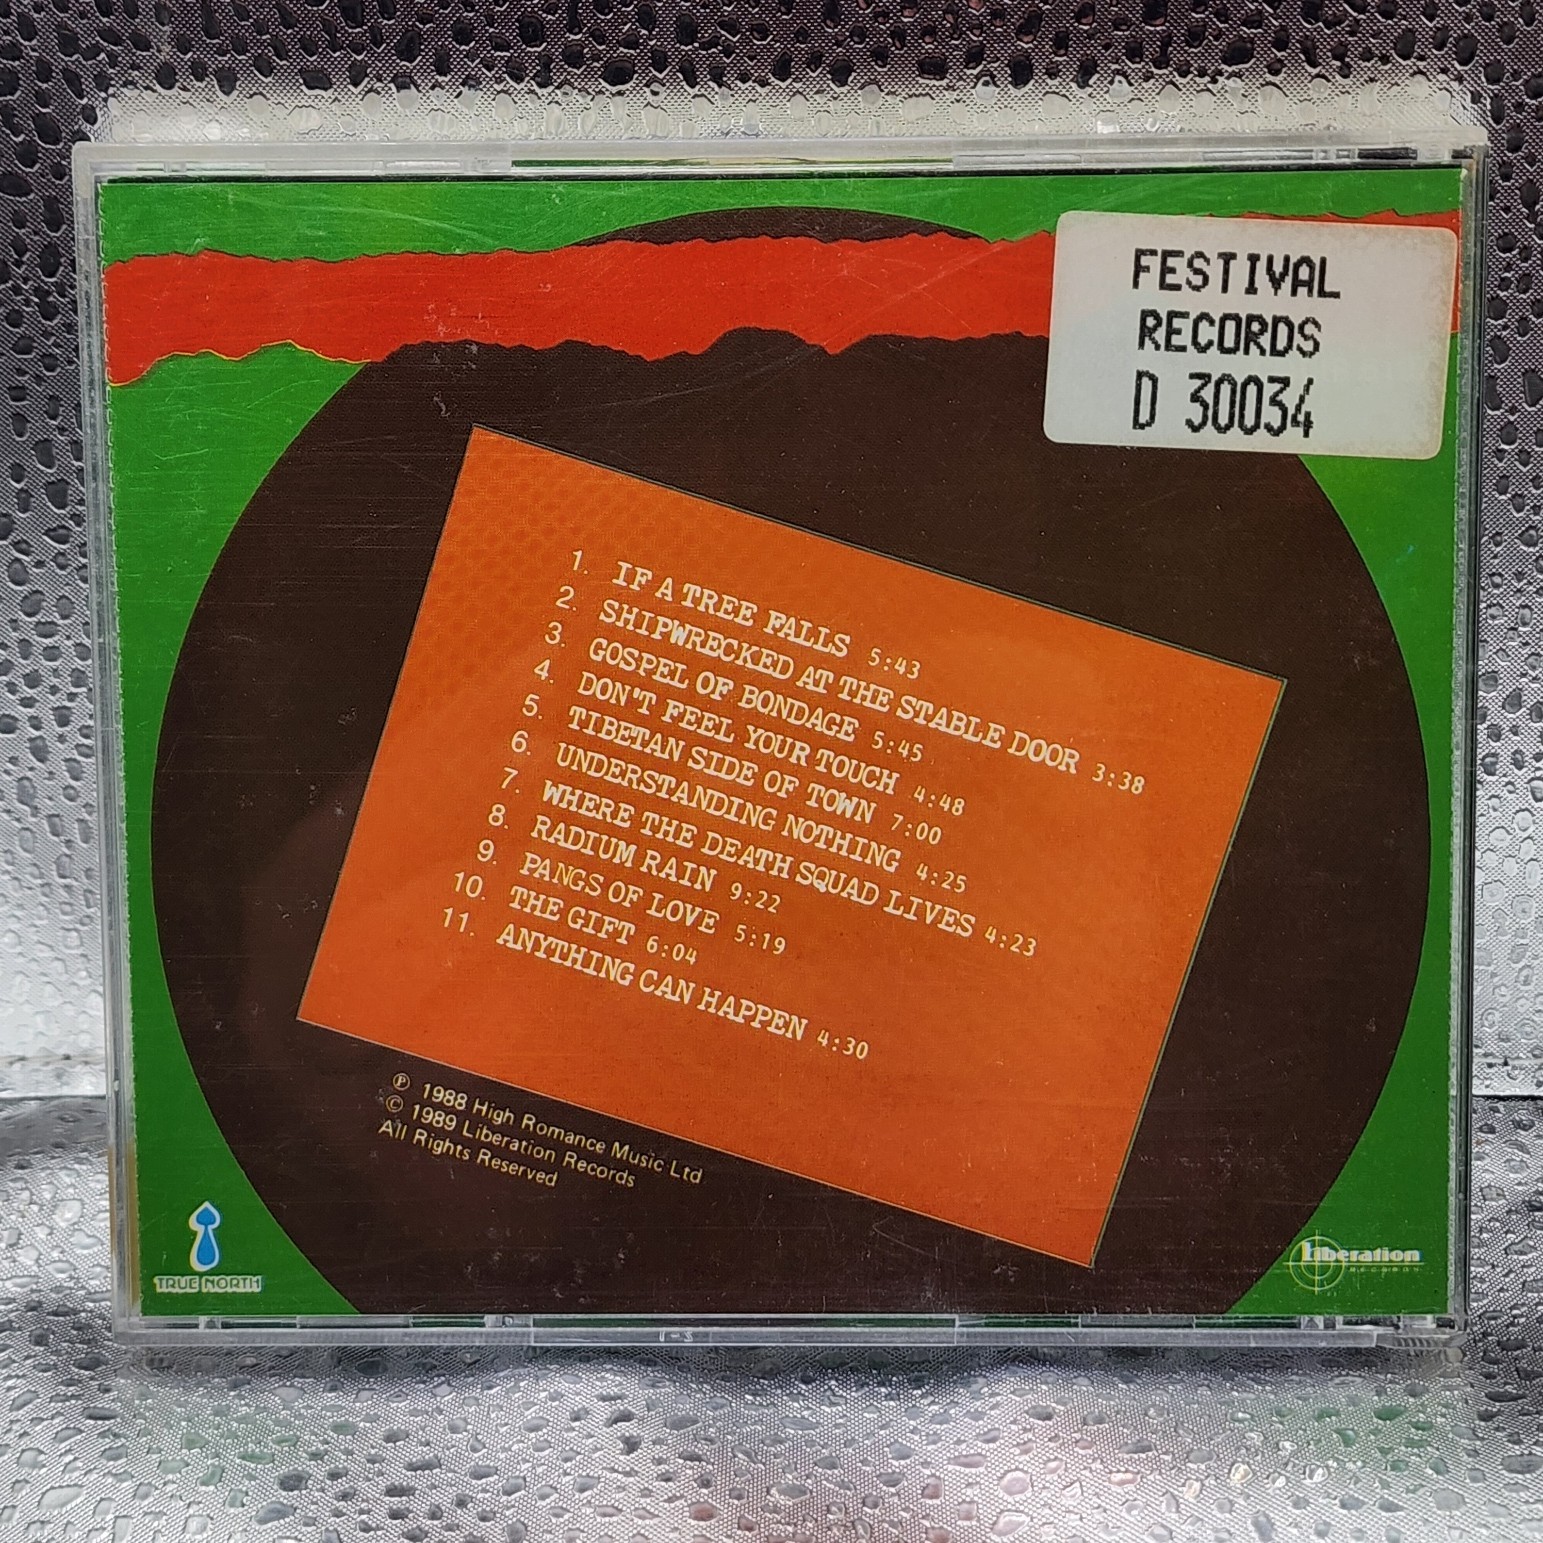 FESTIVAL
RECORDS
D 30034
1. IF A TREE FALLS 5:43
2. SHIPWRECKED AT THE STABLE DOOR 3:38
3. GOSPEL OF BONDAGE 5:45
4. DON'T FEEL YOUR TOUCH 4:48
5. TIBETAN SIDE OF TOWN 7:00
6. UNDERSTANDING NOTHING 4:25
7. WHERE THE DEATH SQUAD LIVES 4:23
8. RADIUM RAIN 9:22
9. PANGS OF LOVE 5:19
10. THE GIFT 6:04
11. ANYTHING CAN HAPPEN 4:30
℗ 1988 High Romance Music Ltd
© 1989 Liberation Records
All Rights Reserved
TRUE NORTH
Liberation
RECORDS